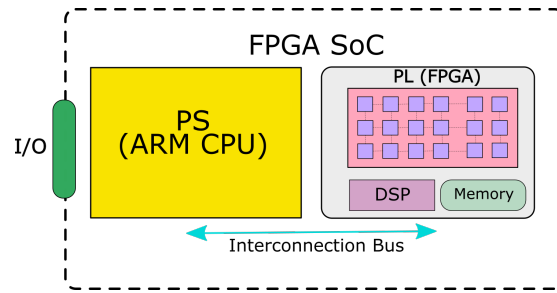 FPGA SoC
PL (FPGA)
PS
(ARM CPU)
I/O
DSP
Memory
Interconnection Bus